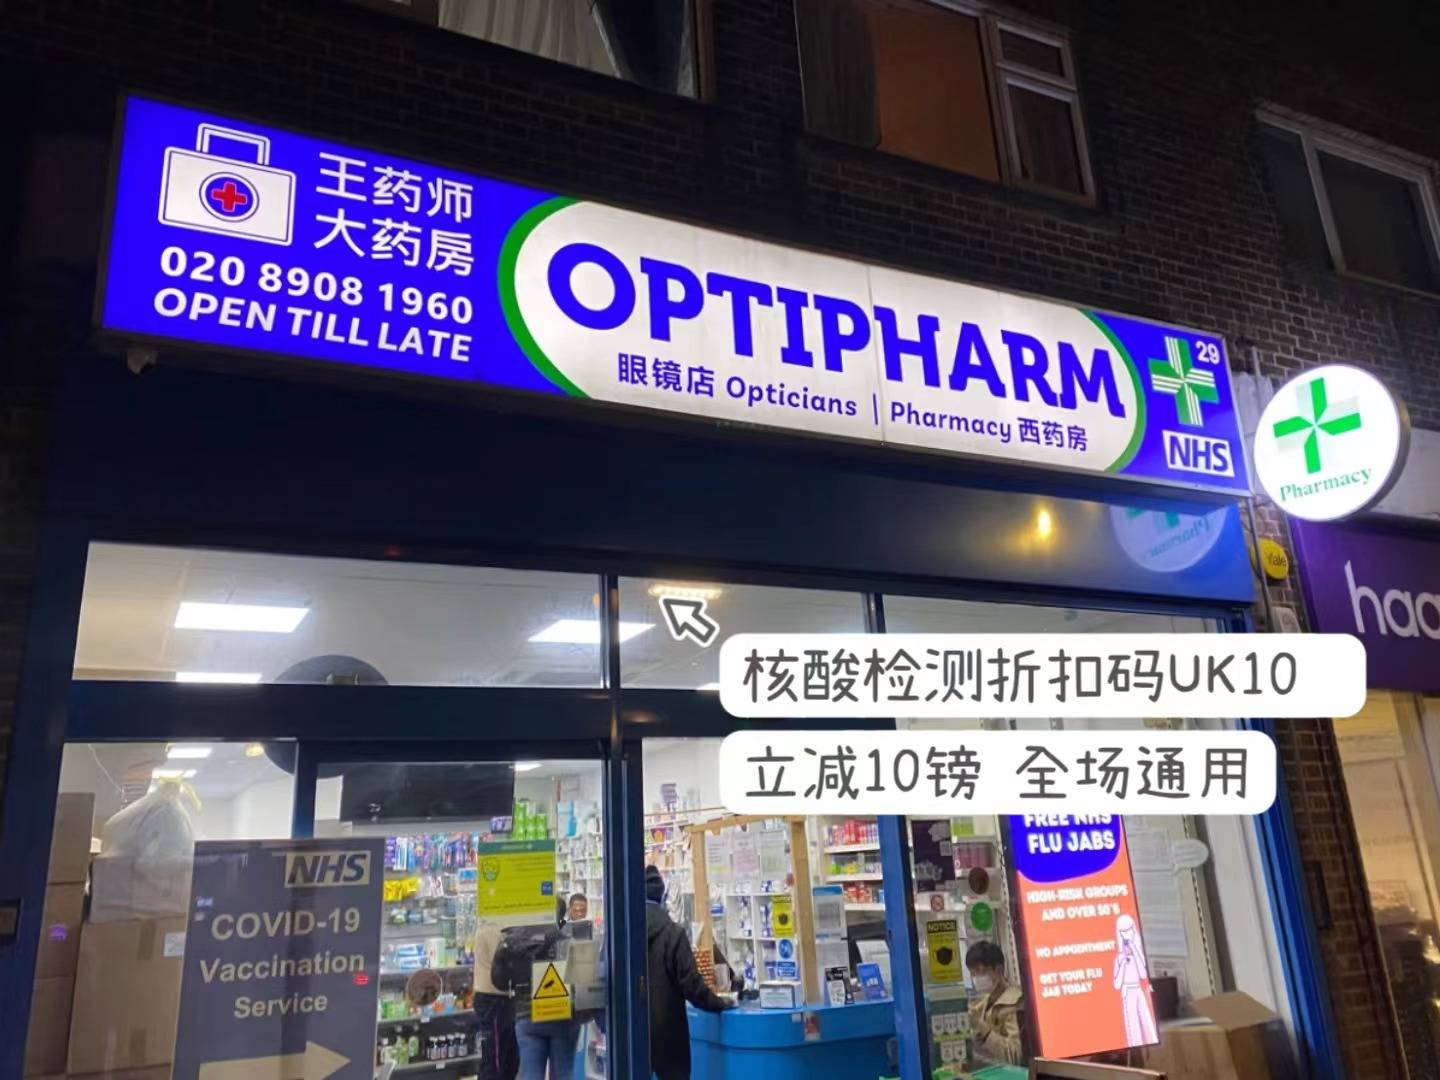 王药师
大药房
020 8908 1960
OPEN TILL LATE
OPTIPHARM
眼镜店 Opticians | Pharmacy 西药房
29
NHS
Pharmacy
Yale
核酸检测折扣码UK10
立减10镑 全场通用
NHS
COVID-19
Vaccination
Service
NOTICE
FREE NHS
FLU JABS
HIGH-RISK GROUPS
AND OVER 50'S
NO APPOINTMENT
GET YOUR FLU
JAB TODAY